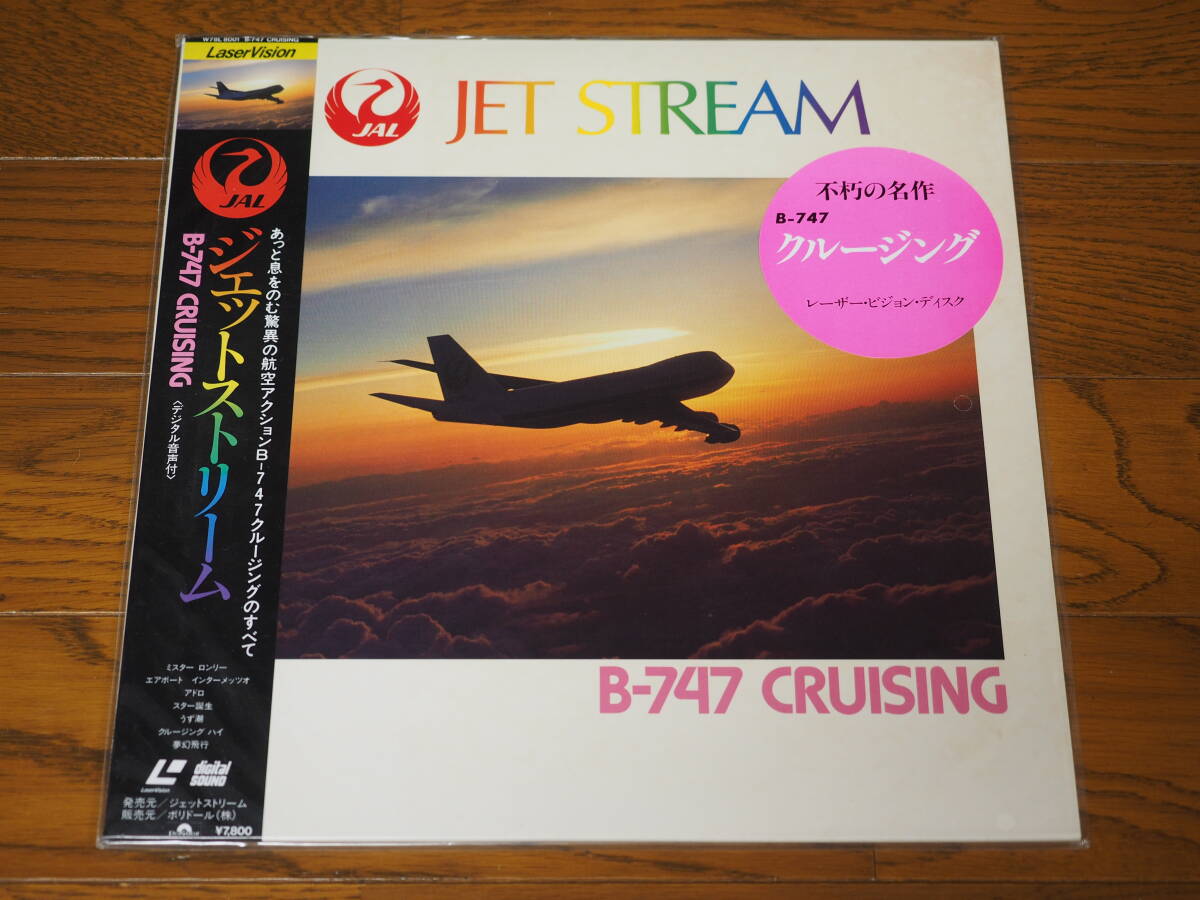 W78L 8001 B-747 CRUISING
LaserVision
JAL
ジェットストリーム
B-747 CRUISING
〈デジタル音声付〉
あっと息をのむ驚異の航空アクションB-747クルージングのすべて
ミスター ロンリー
エアポート インターメッツオ
アドロ
スター誕生
うず潮
クルージング ハイ
夢幻飛行
LaserVision
digital
SOUND
発売元/ジェットストリーム
販売元/ポリドール(株)
¥7,800
JAL
JET STREAM
不朽の名作
B-747
クルージング
レーザー・ビジョン・ディスク
B-747 CRUISING